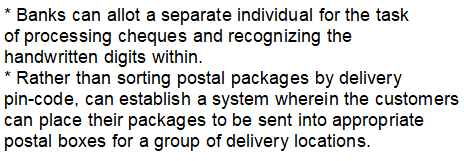 * Banks can allot a separate individual for the task
of processing cheques and recognizing the
handwritten digits within.
* Rather than sorting postal packages by delivery
pin-code, can establish a system wherein the customers
can place their packages to be sent into appropriate
postal boxes for a group of delivery locations.